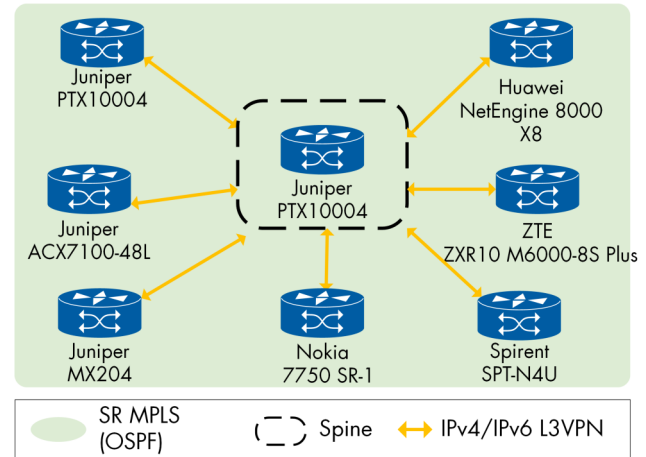 Juniper
PTX10004
Huawei
NetEngine 8000
X8
Juniper
PTX10004
Juniper
ACX7100-48L
ZTE
ZXR10 M6000-8S Plus
Juniper
MX204
Nokia
7750 SR-1
Spirent
SPT-N4U
SR MPLS
(OSPF)
Spine
IPv4/IPv6 L3VPN